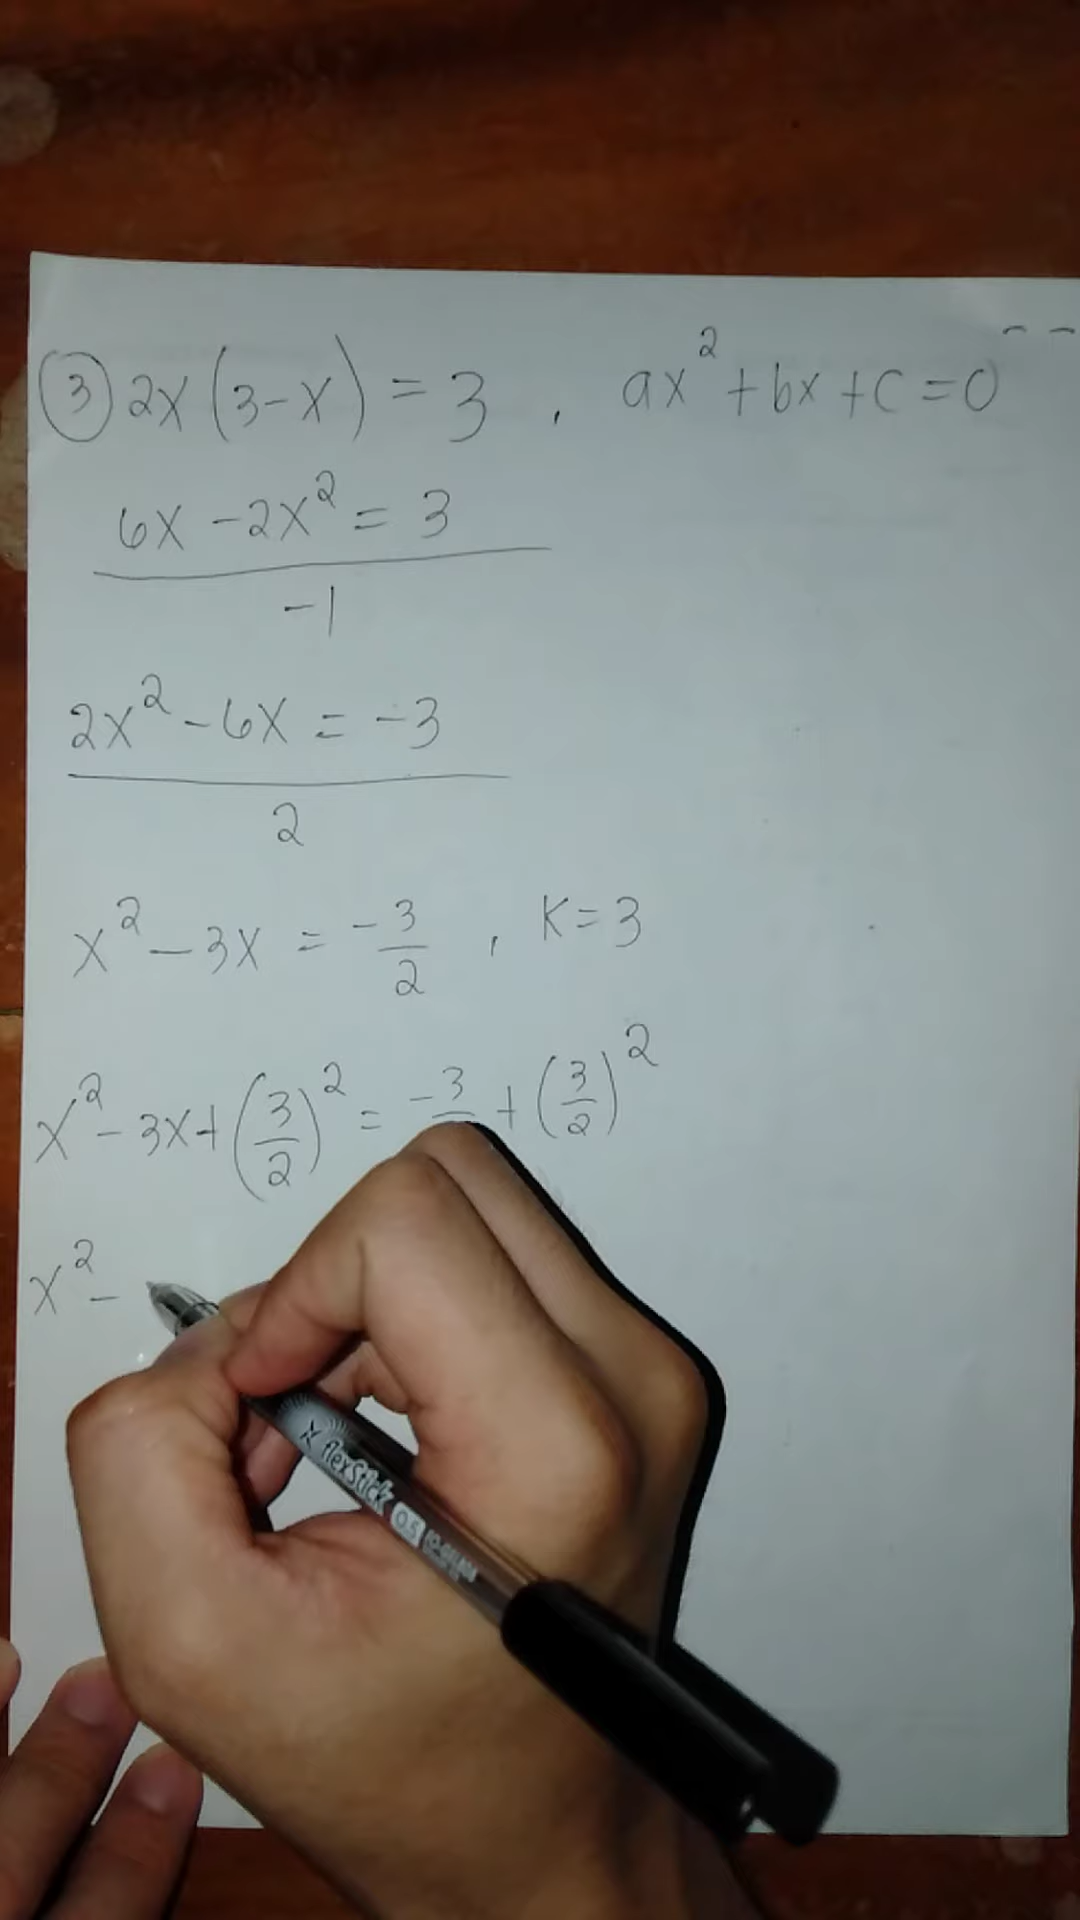 ③ 2x(3-x) = 3 , ax² + bx + c = 0
6x - 2x² = 3
-1
2x² - 6x = -3
2
x² - 3x = -3/2 , K = 3
x² - 3x + (3/2)² = -3/ + (3/2)²
x² -
flexstick 0.5